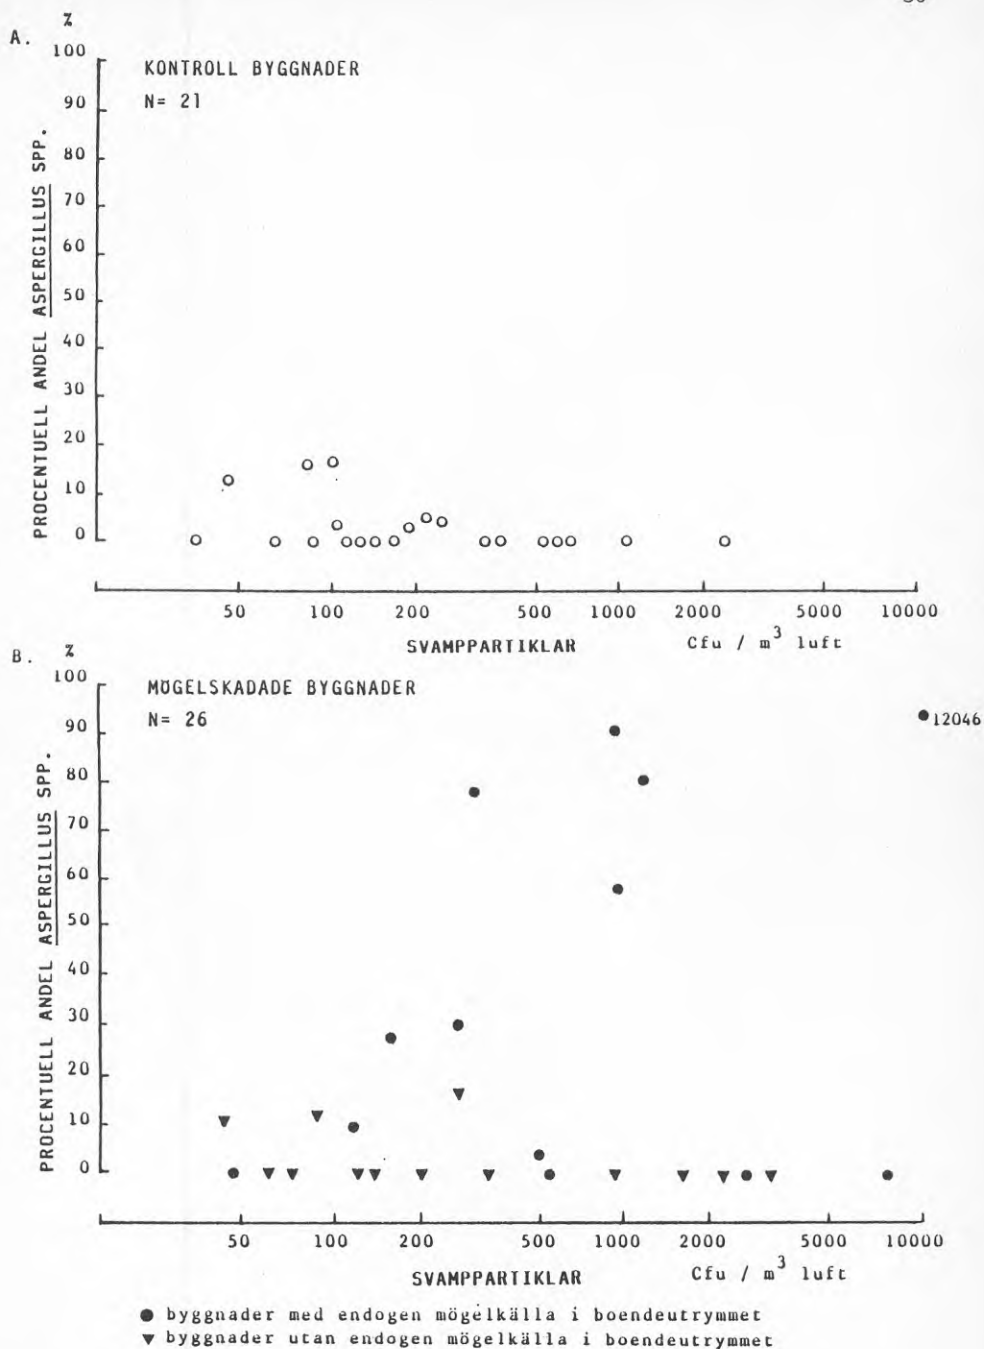 A.
%
100
90
80
70
60
50
40
30
20
10
0
PROCENTUELL ANDEL ASPERGILLUS SPP.
KONTROLL BYGGNADER
N= 21
50 100 200 500 1000 2000 5000 10000
SVAMPPARTIKLAR Cfu / m³ luft
B.
%
100
90
80
70
60
50
40
30
20
10
0
PROCENTUELL ANDEL ASPERGILLUS SPP.
MÖGELSKADADE BYGGNADER
N= 26
12046
50 100 200 500 1000 2000 5000 10000
SVAMPPARTIKLAR Cfu / m³ luft
● byggnader med endogen mögelkälla i boendeutrymmet
▼ byggnader utan endogen mögelkälla i boendeutrymmet